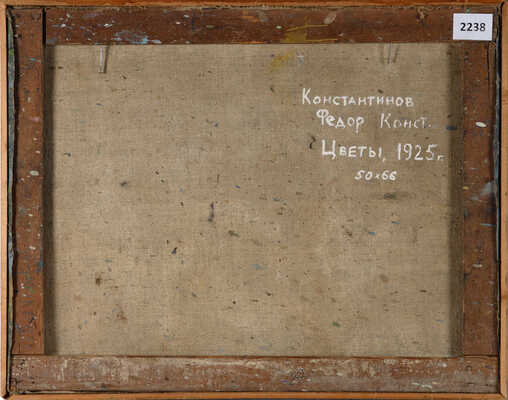 2238
Константинов
Федор Конст.
Цветы, 1925г.
50×66